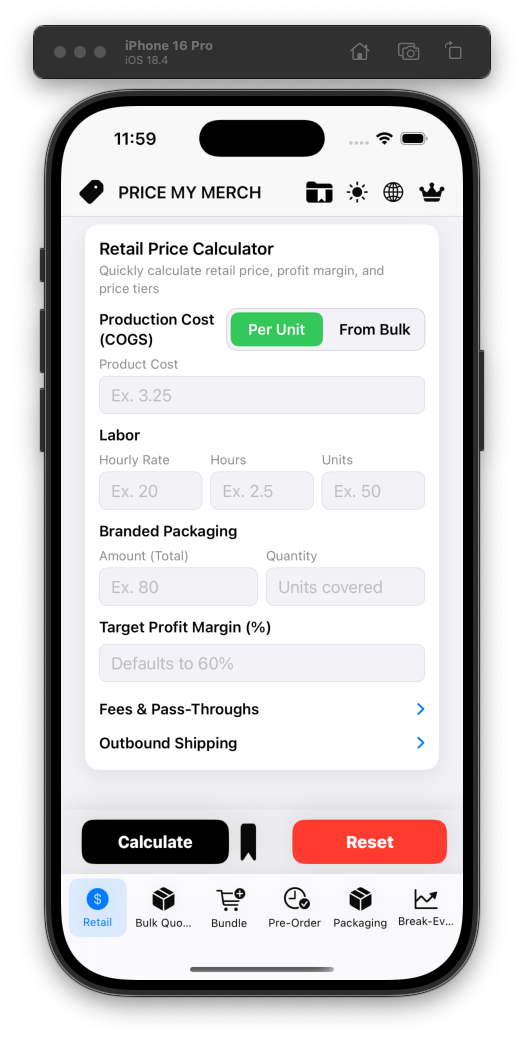 iPhone 16 Pro
iOS 18.4
11:59
PRICE MY MERCH
Retail Price Calculator
Quickly calculate retail price, profit margin, and
price tiers
Production Cost
(COGS)
Per Unit
From Bulk
Product Cost
Ex. 3.25
Labor
Hourly Rate
Hours
Units
Ex. 20
Ex. 2.5
Ex. 50
Branded Packaging
Amount (Total)
Quantity
Ex. 80
Units covered
Target Profit Margin (%)
Defaults to 60%
Fees & Pass-Throughs
Outbound Shipping
Calculate
Reset
$
Retail
Bulk Quo...
Bundle
Pre-Order
Packaging
Break-Ev...